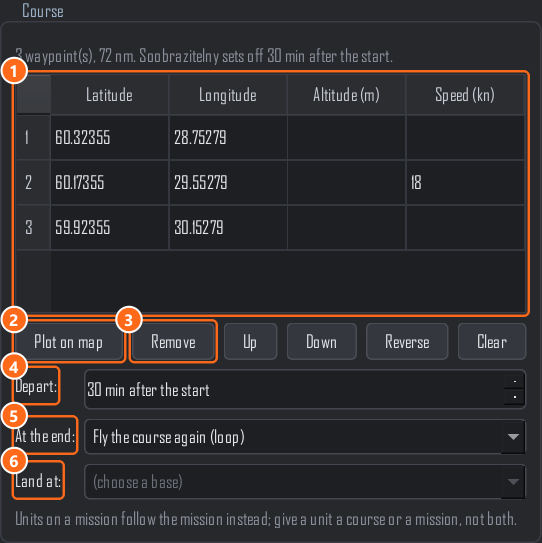 Course
3 waypoint(s), 72 nm. Soobrazitelny sets off 30 min after the start.
1
Latitude Longitude Altitude (m) Speed (kn)
1 60.32355 28.75279
2 60.17355 29.55279 18
3 59.92355 30.15279
2 3
Plot on map Remove Up Down Reverse Clear
4
Depart: 30 min after the start
5
At the end: Fly the course again (loop)
6
Land at: (choose a base)
Units on a mission follow the mission instead; give a unit a course or a mission, not both.